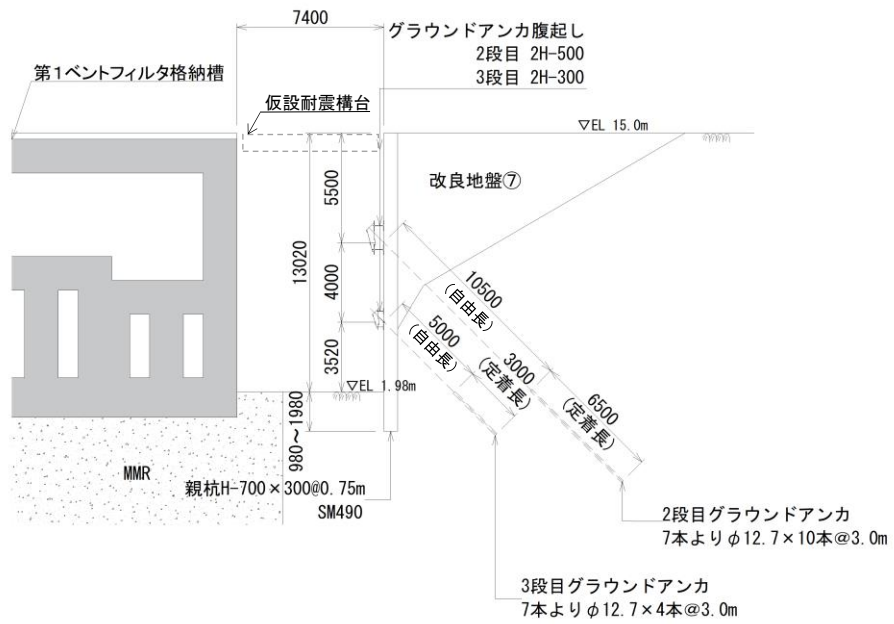 7400
グラウンドアンカ腹起し
2段目 2H-500
3段目 2H-300
第1ベントフィルタ格納槽
仮設耐震構台
▽EL 15.0m
改良地盤⑦
5500
13020
4000
3520
10500
(自由長)
5000
(自由長)
3000
(定着長)
6500
(定着長)
▽EL 1.98m
980～1980
MMR
親杭H-700×300@0.75m
SM490
2段目グラウンドアンカ
7本よりφ12.7×10本@3.0m
3段目グラウンドアンカ
7本よりφ12.7×4本@3.0m